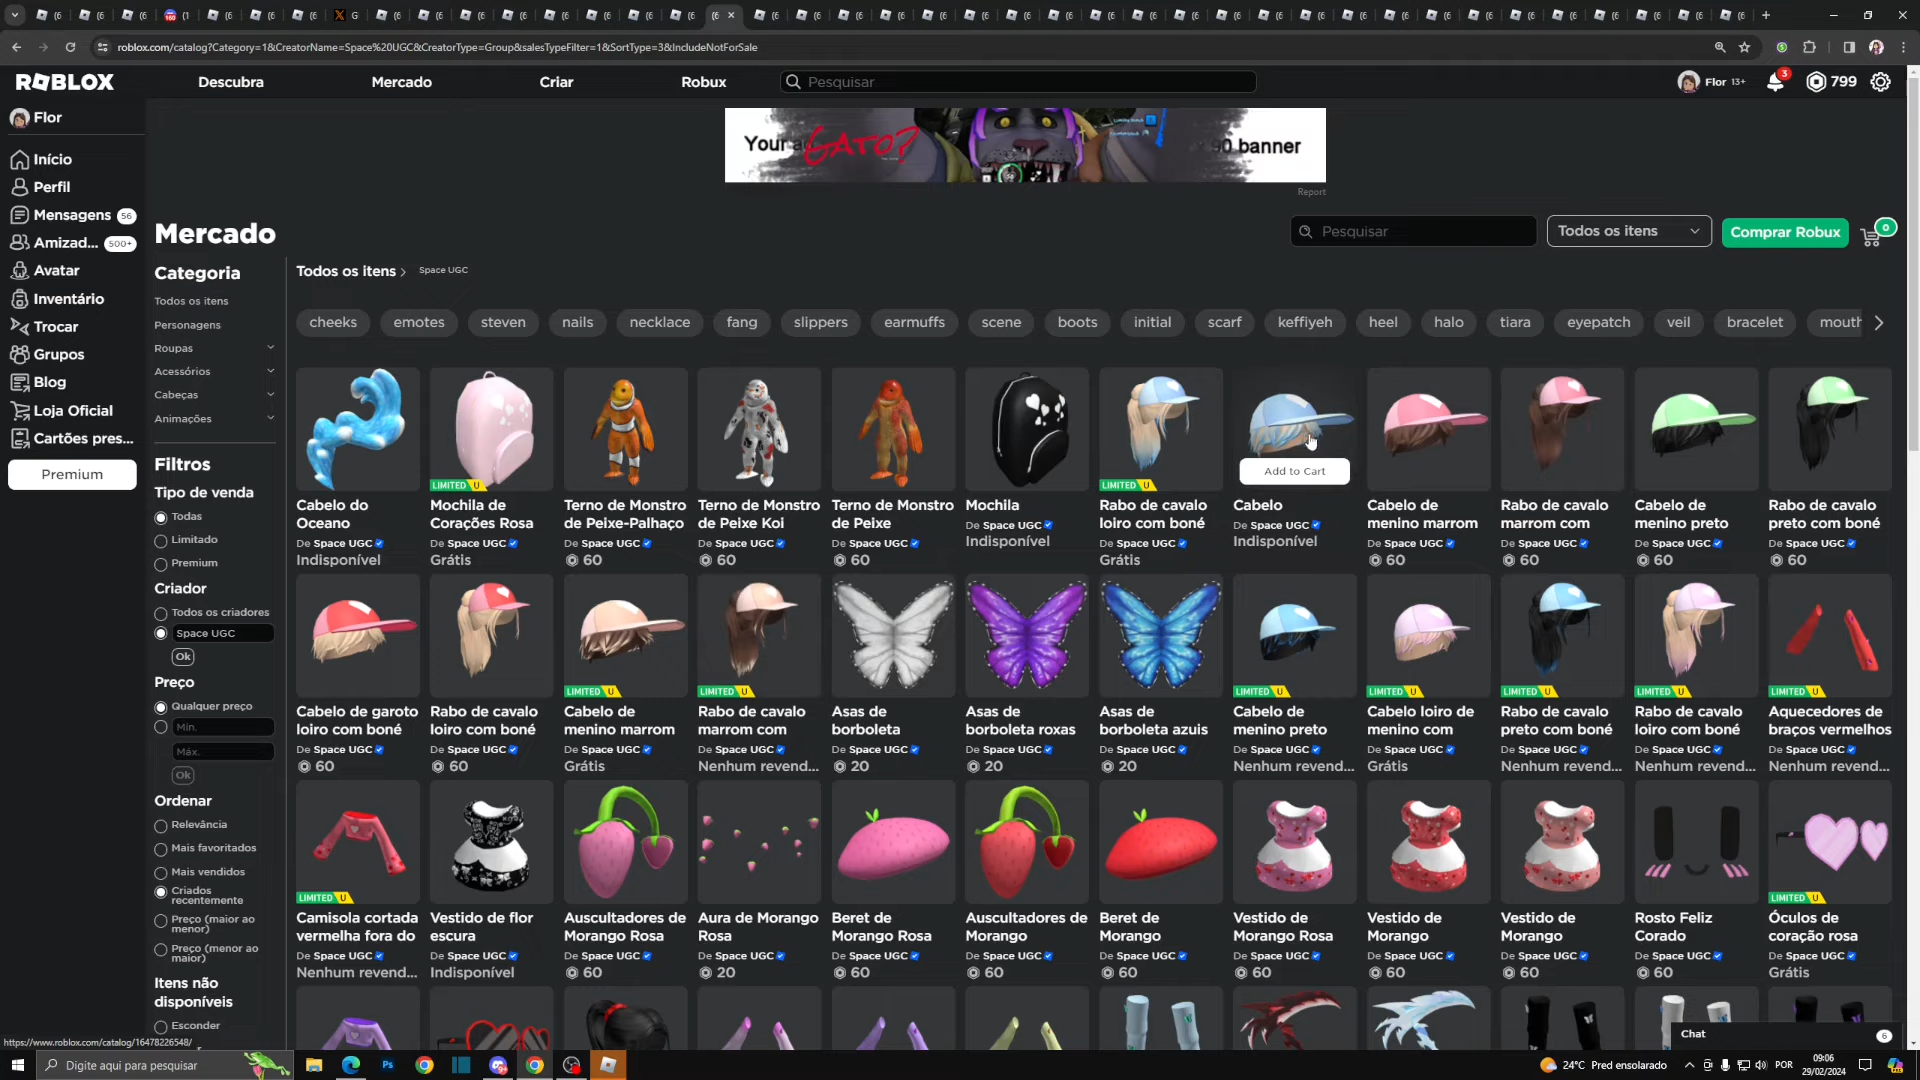 roblox.com/catalog?Category=1&CreatorName=Space%20UGC&CreatorType=Group&salesTypeFilter=1&SortType=3&IncludeNotForSale
ROBLOX
Descubra
Mercado
Criar
Robux
Pesquisar
Flor 13+
3
799
Flor
Início
Perfil
Mensagens 56
Amizad... 500+
Avatar
Inventário
Trocar
Grupos
Blog
Loja Oficial
Cartões pres...
Premium
Your a
GATO?
90 banner
Report
Mercado
Pesquisar
Todos os itens
Comprar Robux
0
Categoria
Todos os itens
Personagens
Roupas
Acessórios
Cabeças
Animações
Filtros
Tipo de venda
Todas
Limitado
Premium
Criador
Todos os criadores
Space UGC
Ok
Preço
Qualquer preço
Mín.
Máx.
Ok
Ordenar
Relevância
Mais favoritados
Mais vendidos
Criados
recentemente
Preço (maior ao
menor)
Preço (menor ao
maior)
Itens não
disponíveis
Esconder
Todos os itens > Space UGC
cheeks emotes steven nails necklace fang slippers earmuffs scene boots initial scarf keffiyeh heel halo tiara eyepatch veil bracelet mouth
Cabelo do
Oceano
De Space UGC
Indisponível
LIMITED U
Mochila de
Corações Rosa
De Space UGC
Grátis
Terno de Monstro
de Peixe-Palhaço
De Space UGC
60
Terno de Monstro
de Peixe Koi
De Space UGC
60
Terno de Monstro
de Peixe
De Space UGC
60
Mochila
De Space UGC
Indisponível
LIMITED U
Rabo de cavalo
loiro com boné
De Space UGC
Grátis
Add to Cart
Cabelo
De Space UGC
Indisponível
Cabelo de
menino marrom
De Space UGC
60
Rabo de cavalo
marrom com
De Space UGC
60
Cabelo de
menino preto
De Space UGC
60
Rabo de cavalo
preto com boné
De Space UGC
60
Cabelo de garoto
loiro com boné
De Space UGC
60
Rabo de cavalo
loiro com boné
De Space UGC
60
LIMITED U
Cabelo de
menino marrom
De Space UGC
Grátis
LIMITED U
Rabo de cavalo
marrom com
De Space UGC
Nenhum revend...
Asas de
borboleta
De Space UGC
20
Asas de
borboleta roxas
De Space UGC
20
Asas de
borboleta azuis
De Space UGC
20
LIMITED U
Cabelo de
menino preto
De Space UGC
Nenhum revend...
LIMITED U
Cabelo loiro de
menino com
De Space UGC
Grátis
LIMITED U
Rabo de cavalo
preto com boné
De Space UGC
Nenhum revend...
LIMITED U
Rabo de cavalo
loiro com boné
De Space UGC
Nenhum revend...
LIMITED U
Aquecedores de
braços vermelhos
De Space UGC
Nenhum revend...
LIMITED U
Camisola cortada
vermelha fora do
De Space UGC
Nenhum revend...
Vestido de flor
escura
De Space UGC
Indisponível
Auscultadores de
Morango Rosa
De Space UGC
60
Aura de Morango
Rosa
De Space UGC
20
Beret de
Morango Rosa
De Space UGC
60
Auscultadores de
Morango
De Space UGC
60
Beret de
Morango
De Space UGC
60
Vestido de
Morango Rosa
De Space UGC
60
Vestido de
Morango
De Space UGC
60
Vestido de
Morango
De Space UGC
60
Rosto Feliz
Corado
De Space UGC
60
LIMITED U
Óculos de
coração rosa
De Space UGC
Grátis
Chat 6
https://www.roblox.com/catalog/16478226548/
Digite aqui para pesquisar
24°C Pred ensolarado
POR
09:06
29/02/2024